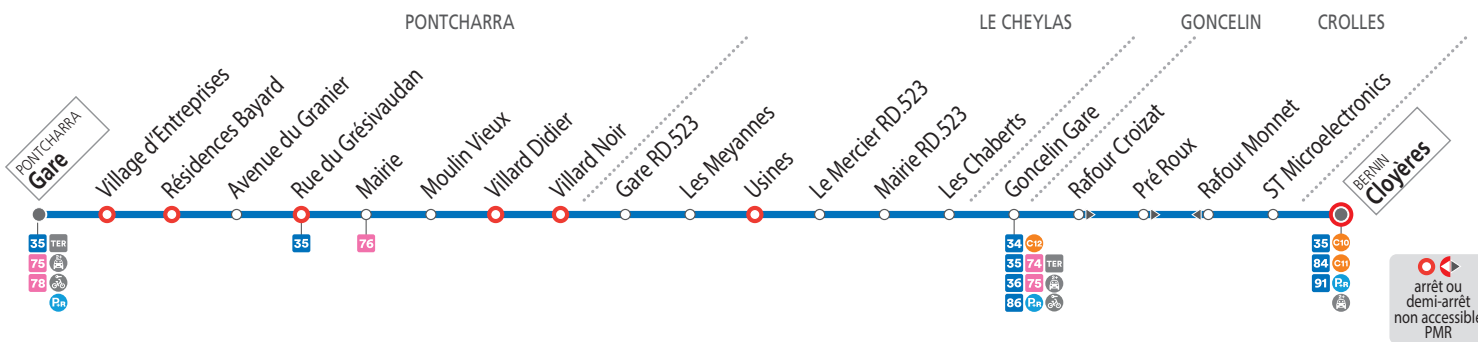 PONTCHARRA
LE CHEYLAS
GONCELIN
CROLLES
PONTCHARRA
Gare
Village d'Entreprises
Résidences Bayard
Avenue du Granier
Rue du Grésivaudan
Mairie
Moulin Vieux
Villard Didier
Villard Noir
Gare RD.523
Les Meyannes
Usines
Le Mercier RD.523
Mairie RD.523
Les Chaberts
Goncelin Gare
Rafour Croizat
Pré Roux
Rafour Monnet
ST Microelectronics
BERNIN
Cloyères
35 TER
75
78
P+R
35
76
34 C12
35 74 TER
36 75
86 P+R
35 C10
84 C11
91 P+R
arrêt ou
demi-arrêt
non accessible
PMR